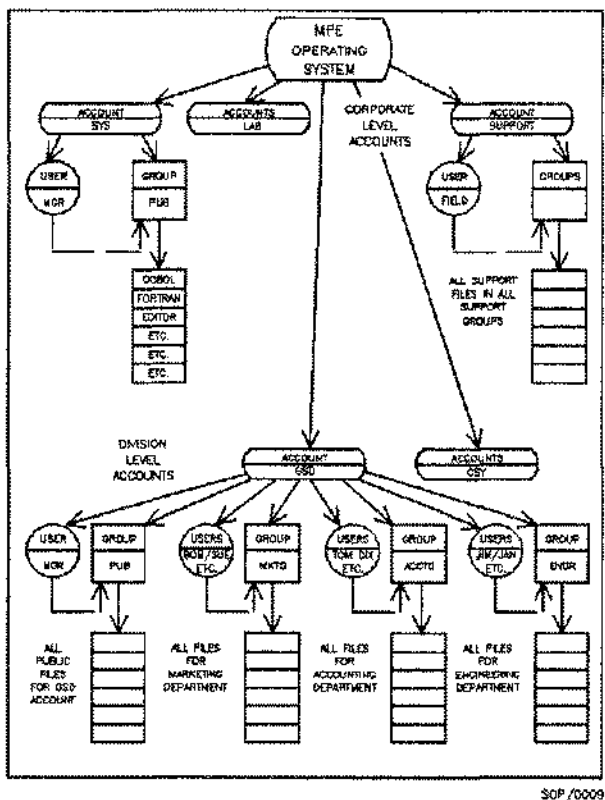 MPE
OPERATING
SYSTEM
ACCOUNT
SYS
ACCOUNTS
LAB
CORPORATE
LEVEL
ACCOUNTS
ACCOUNT
SUPPORT
USER
MGR
GROUP
PUB
USER
FIELD
GROUPS
COBOL
FORTRAN
EDITOR
ETC.
ETC.
ETC.
ALL SUPPORT
FILES IN ALL
SUPPORT
GROUPS
DIVISION
LEVEL
ACCOUNTS
ACCOUNT
GSD
ACCOUNTS
CSY
USER
MGR
GROUP
PUB
USERS
BOB/SUE
ETC.
GROUP
MKTG
USERS
TOM
ETC.
GROUP
ACCTG
USERS
JIM/JAN
ETC.
GROUP
ALL
PUBLIC
FILES
FOR GSD
ACCOUNT
ALL FILES
FOR
MARKETING
DEPARTMENT
ALL FILES
FOR
ACCOUNTING
DEPARTMENT
ALL FILES
FOR
ENGINEERING
DEPARTMENT
SOP/0009